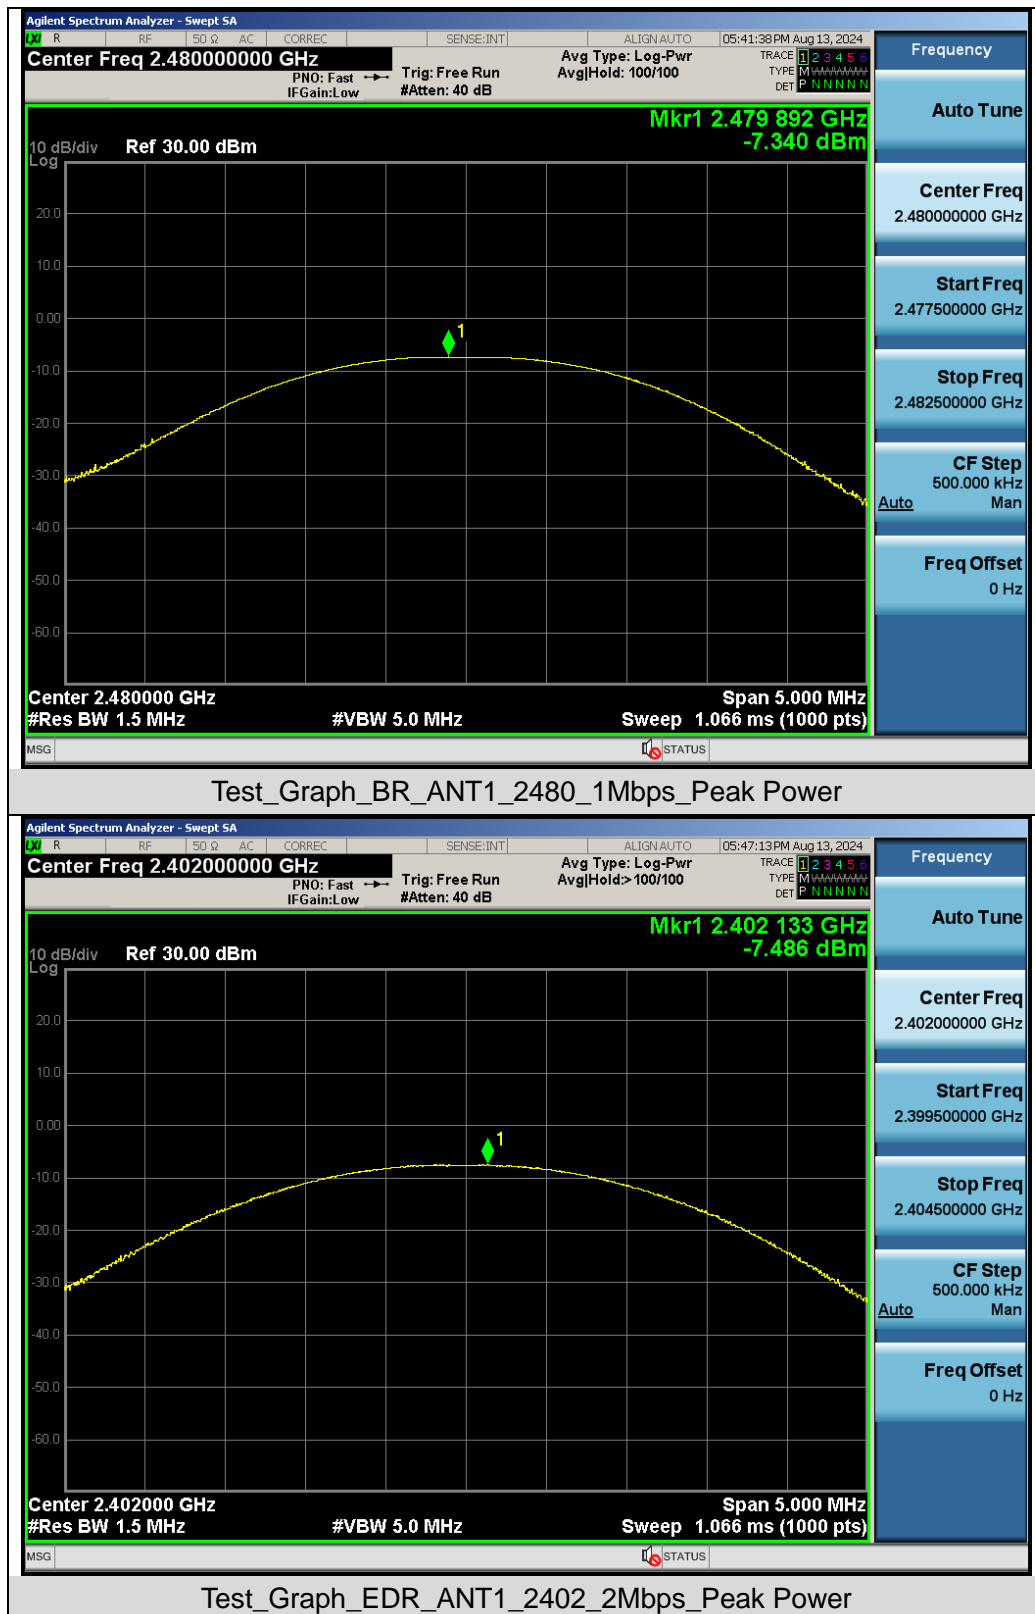 Agilent Spectrum Analyzer - Swept SA
LXI R RF 50 Ω AC CORREC SENSE:INT ALIGN AUTO 05:41:38 PM Aug 13, 2024
Center Freq 2.480000000 GHz
PNO: Fast
IFGain:Low
Trig: Free Run
#Atten: 40 dB
Avg Type: Log-Pwr
Avg|Hold: 100/100
TRACE 1 2 3 4 5 6
TYPE M
DET P N N N N N
Mkr1 2.479 892 GHz
-7.340 dBm
10 dB/div Ref 30.00 dBm
Log
20.0
10.0
0.00
1
-10.0
-20.0
-30.0
-40.0
-50.0
-60.0
Center 2.480000 GHz Span 5.000 MHz
#Res BW 1.5 MHz #VBW 5.0 MHz Sweep 1.066 ms (1000 pts)
MSG STATUS
Frequency
Auto Tune
Center Freq
2.480000000 GHz
Start Freq
2.477500000 GHz
Stop Freq
2.482500000 GHz
CF Step
500.000 kHz
Auto Man
Freq Offset
0 Hz
Test_Graph_BR_ANT1_2480_1Mbps_Peak Power
Agilent Spectrum Analyzer - Swept SA
LXI R RF 50 Ω AC CORREC SENSE:INT ALIGN AUTO 05:47:13 PM Aug 13, 2024
Center Freq 2.402000000 GHz
PNO: Fast
IFGain:Low
Trig: Free Run
#Atten: 40 dB
Avg Type: Log-Pwr
Avg|Hold:> 100/100
TRACE 1 2 3 4 5 6
TYPE M
DET P N N N N N
Mkr1 2.402 133 GHz
-7.486 dBm
10 dB/div Ref 30.00 dBm
Log
20.0
10.0
0.00
1
-10.0
-20.0
-30.0
-40.0
-50.0
-60.0
Center 2.402000 GHz Span 5.000 MHz
#Res BW 1.5 MHz #VBW 5.0 MHz Sweep 1.066 ms (1000 pts)
MSG STATUS
Frequency
Auto Tune
Center Freq
2.402000000 GHz
Start Freq
2.399500000 GHz
Stop Freq
2.404500000 GHz
CF Step
500.000 kHz
Auto Man
Freq Offset
0 Hz
Test_Graph_EDR_ANT1_2402_2Mbps_Peak Power